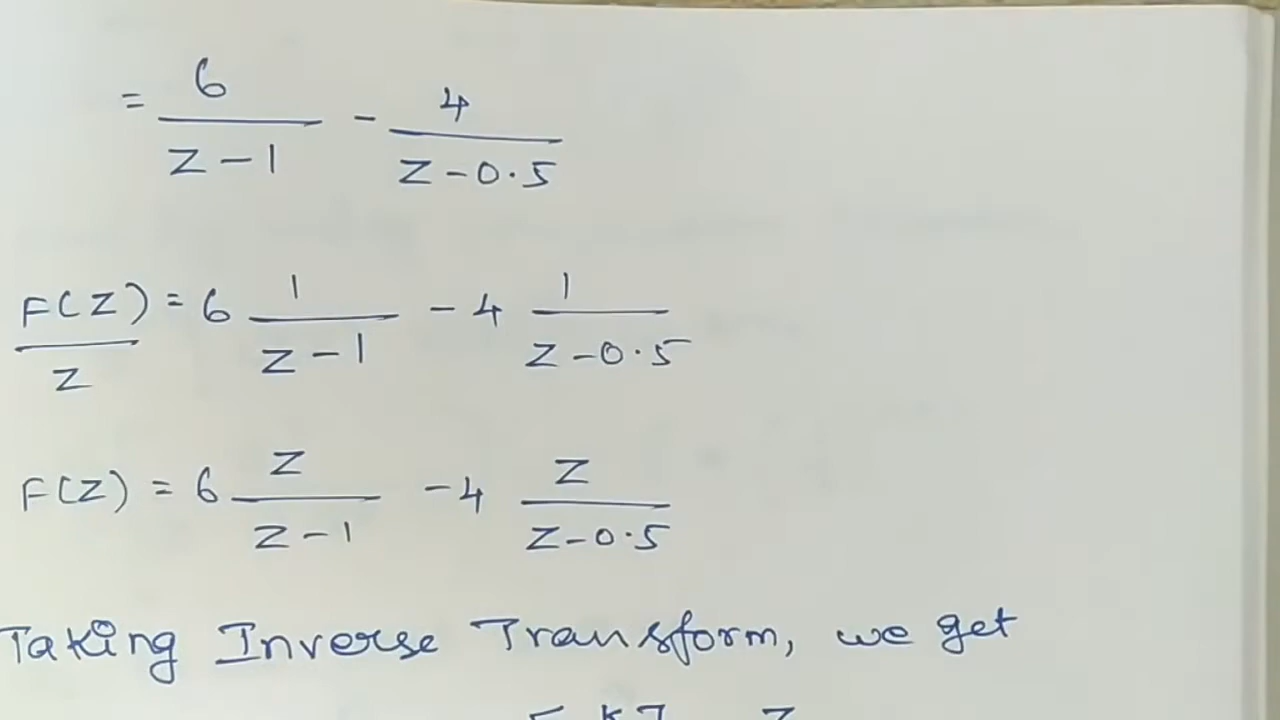 = 6/(z-1) - 4/(z-0.5)
F(z)/z = 6 1/(z-1) - 4 1/(z-0.5)
F(z) = 6 z/(z-1) - 4 z/(z-0.5)
Taking Inverse Transform, we get